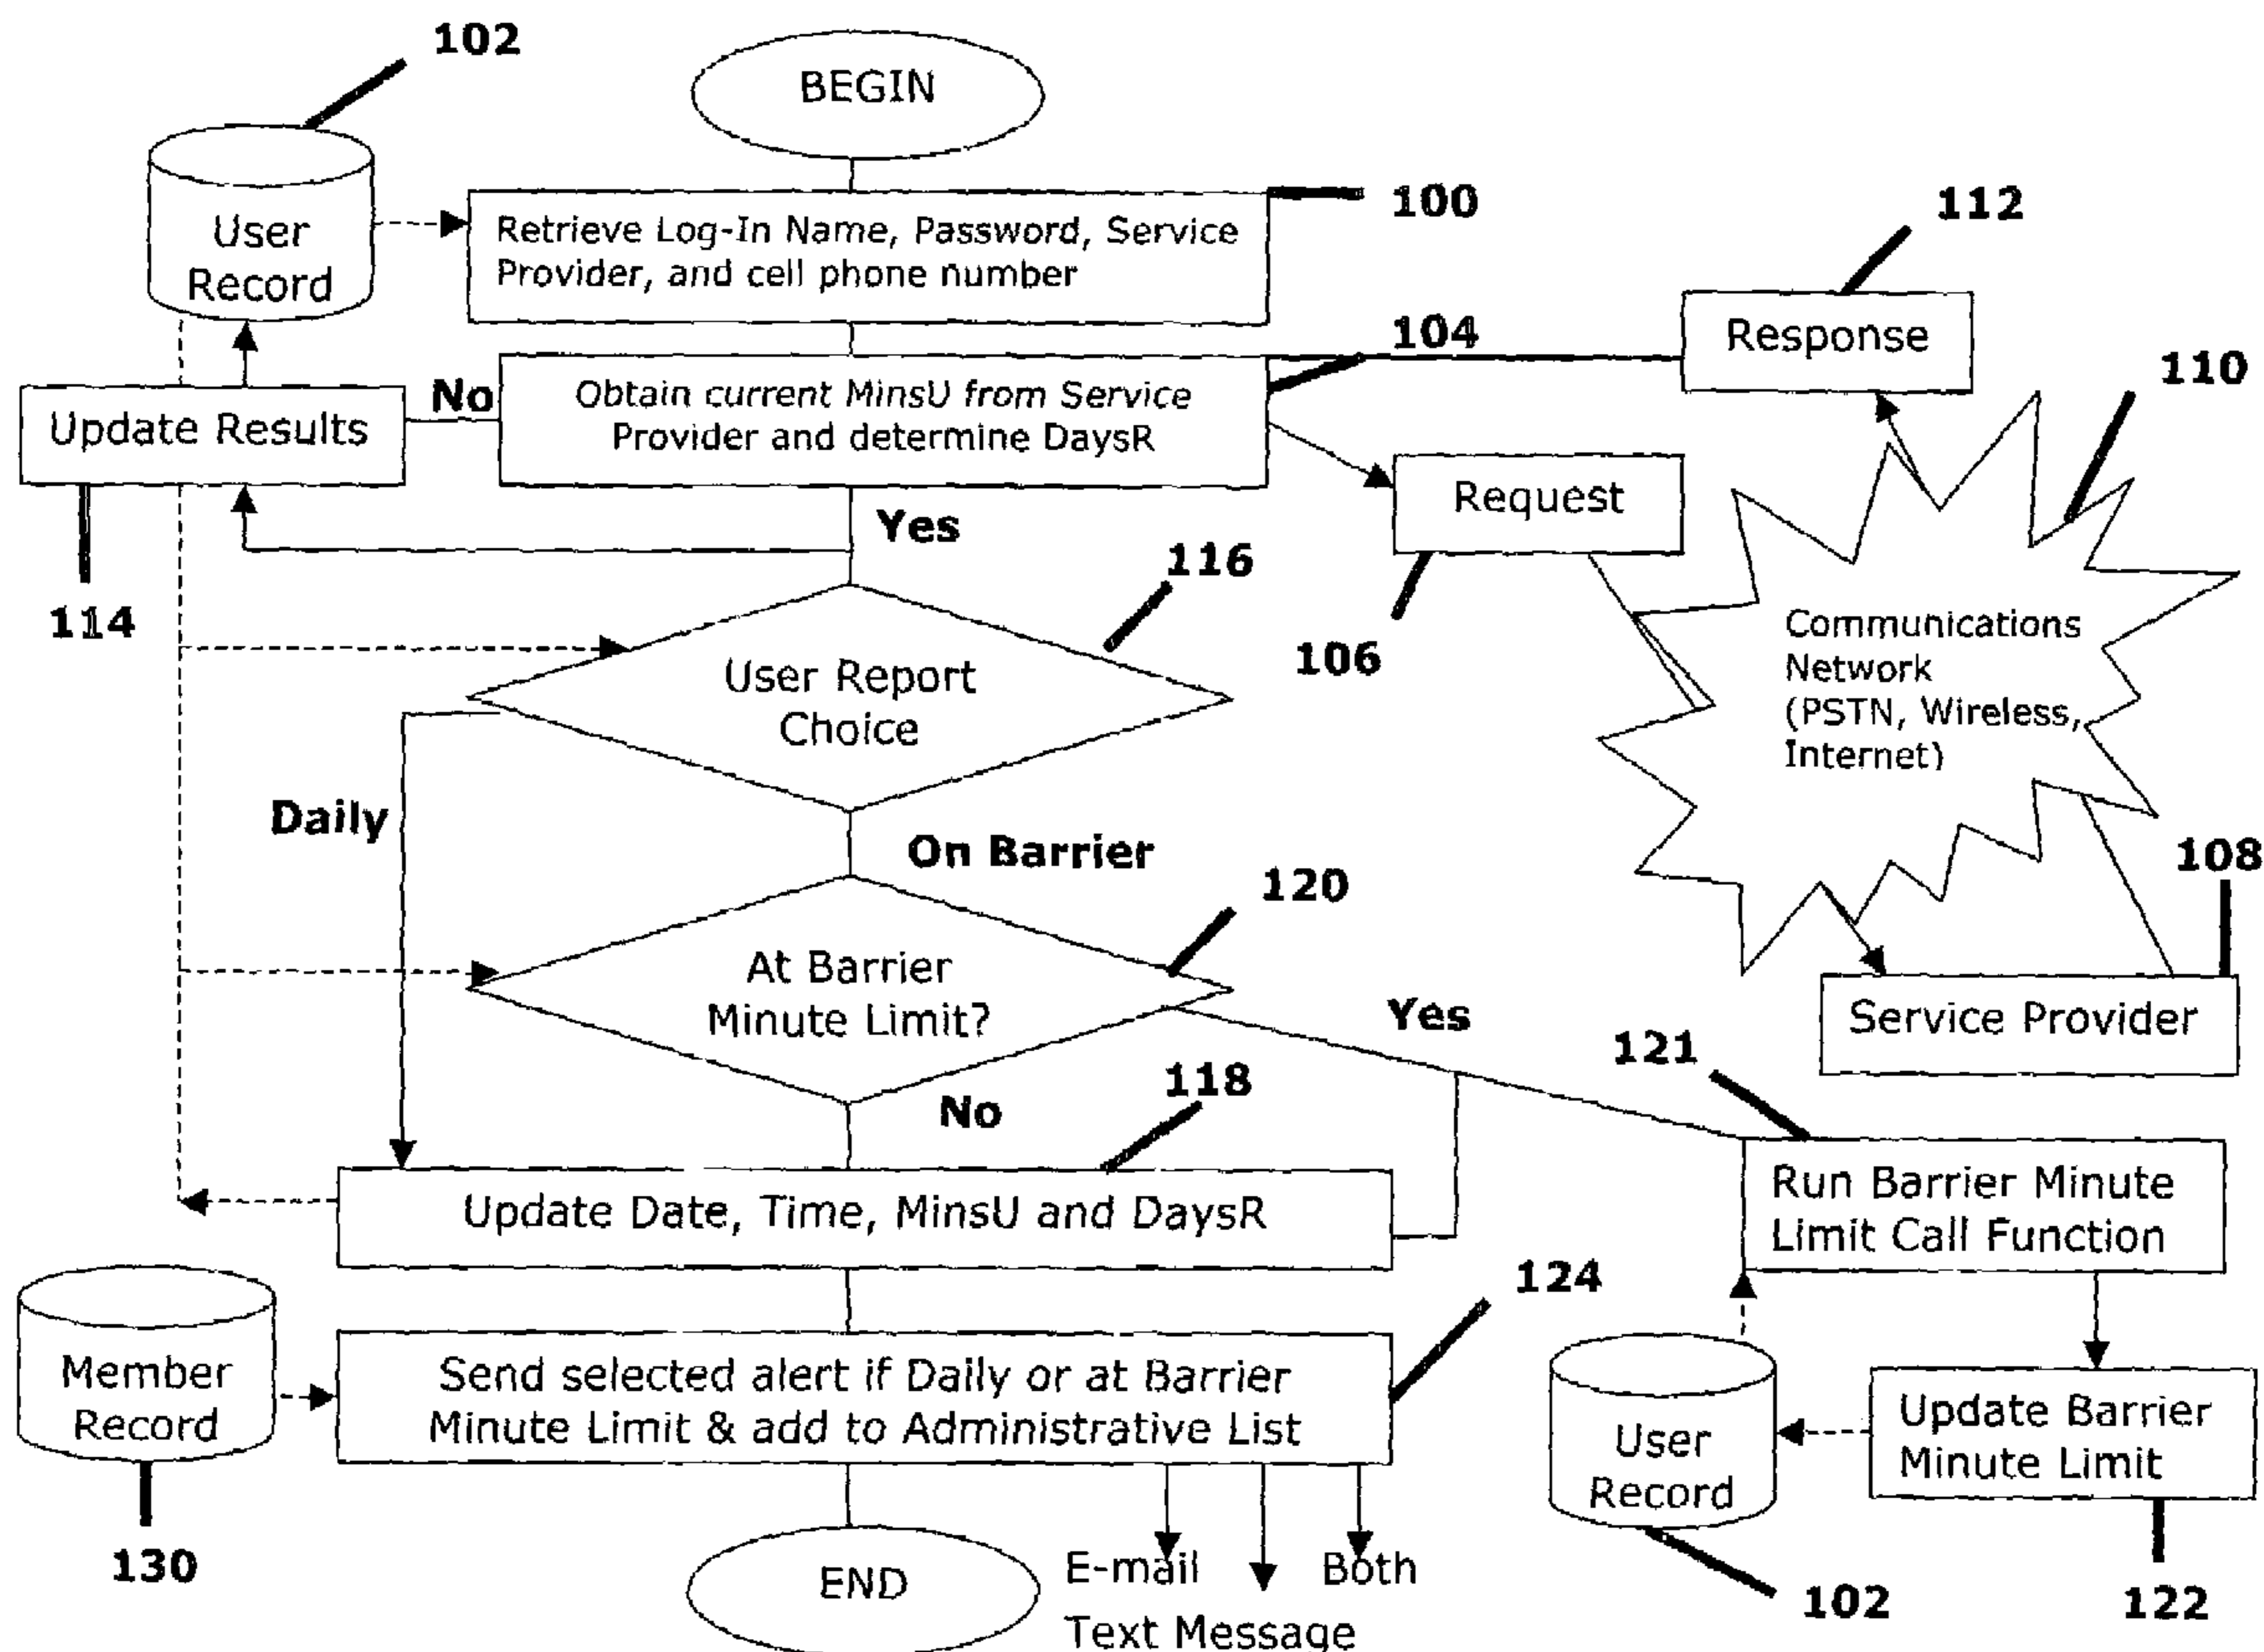 102
BEGIN
User
Record
100
Retrieve Log-In Name, Password, Service
Provider, and cell phone number
112
Response
104
110
Update Results
No
Obtain current MinsU from Service
Provider and determine DaysR
Request
Yes
114
116
106
Communications
Network
(PSTN, Wireless,
Internet)
User Report
Choice
Daily
On Barrier
108
120
At Barrier
Minute Limit?
Yes
Service Provider
121
No
118
Update Date, Time, MinsU and DaysR
Run Barrier Minute
Limit Call Function
124
Member
Record
Send selected alert if Daily or at Barrier
Minute Limit & add to Administrative List
User
Record
Update Barrier
Minute Limit
130
END
E-mail
Both
Text Message
102
122